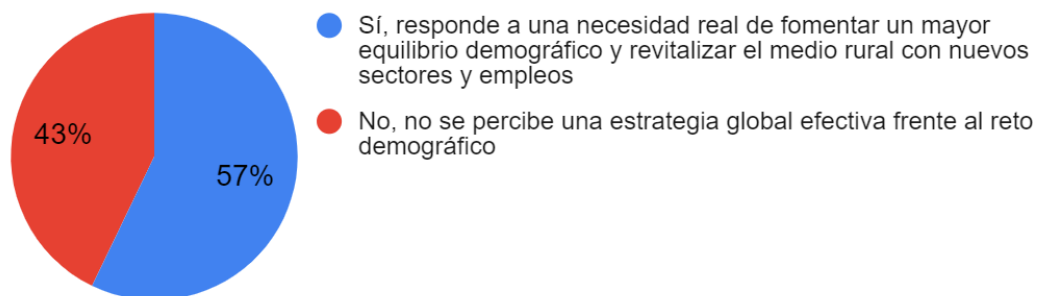 Sí, responde a una necesidad real de fomentar un mayor
equilibrio demográfico y revitalizar el medio rural con nuevos
sectores y empleos
No, no se percibe una estrategia global efectiva frente al reto
demográfico
43%
57%